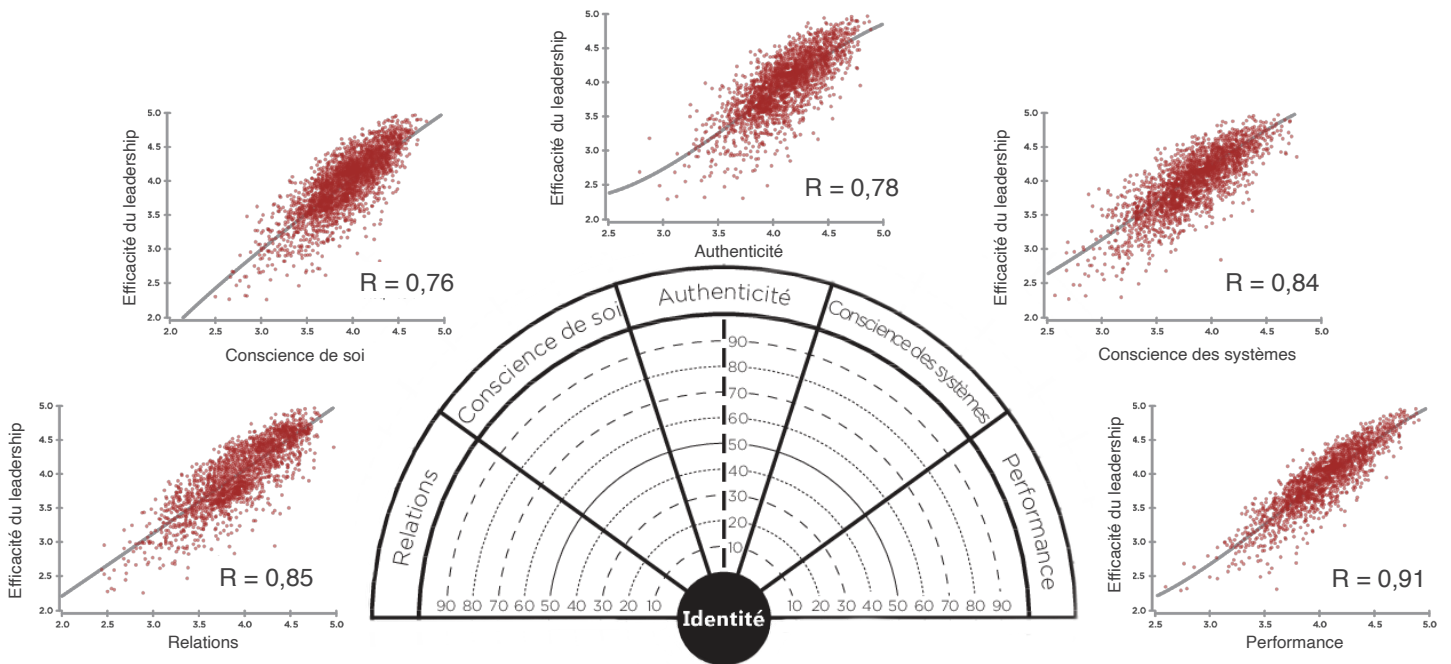 5.0
4.5
4.0
3.5
3.0
2.5
2.0
Efficacité du leadership
R = 0,78
2.5 3.0 3.5 4.0 4.5 5.0
Authenticité
5.0
4.5
4.0
3.5
3.0
2.5
2.0
Efficacité du leadership
R = 0,76
2.0 2.5 3.0 3.5 4.0 4.5 5.0
Conscience de soi
5.0
4.5
4.0
3.5
3.0
2.5
2.0
Efficacité du leadership
R = 0,84
2.5 3.0 3.5 4.0 4.5 5.0
Conscience des systèmes
5.0
4.5
4.0
3.5
3.0
2.5
2.0
Efficacité du leadership
R = 0,85
2.0 2.5 3.0 3.5 4.0 4.5 5.0
Relations
Relations
Conscience de soi
Authenticité
Conscience des systèmes
Performance
90
80
70
60
50
40
30
20
10
90 80 70 60 50 40 30 20 10
Identité
10 20 30 40 50 60 70 80 90
5.0
4.5
4.0
3.5
3.0
2.5
2.0
Efficacité du leadership
R = 0,91
2.5 3.0 3.5 4.0 4.5 5.0
Performance